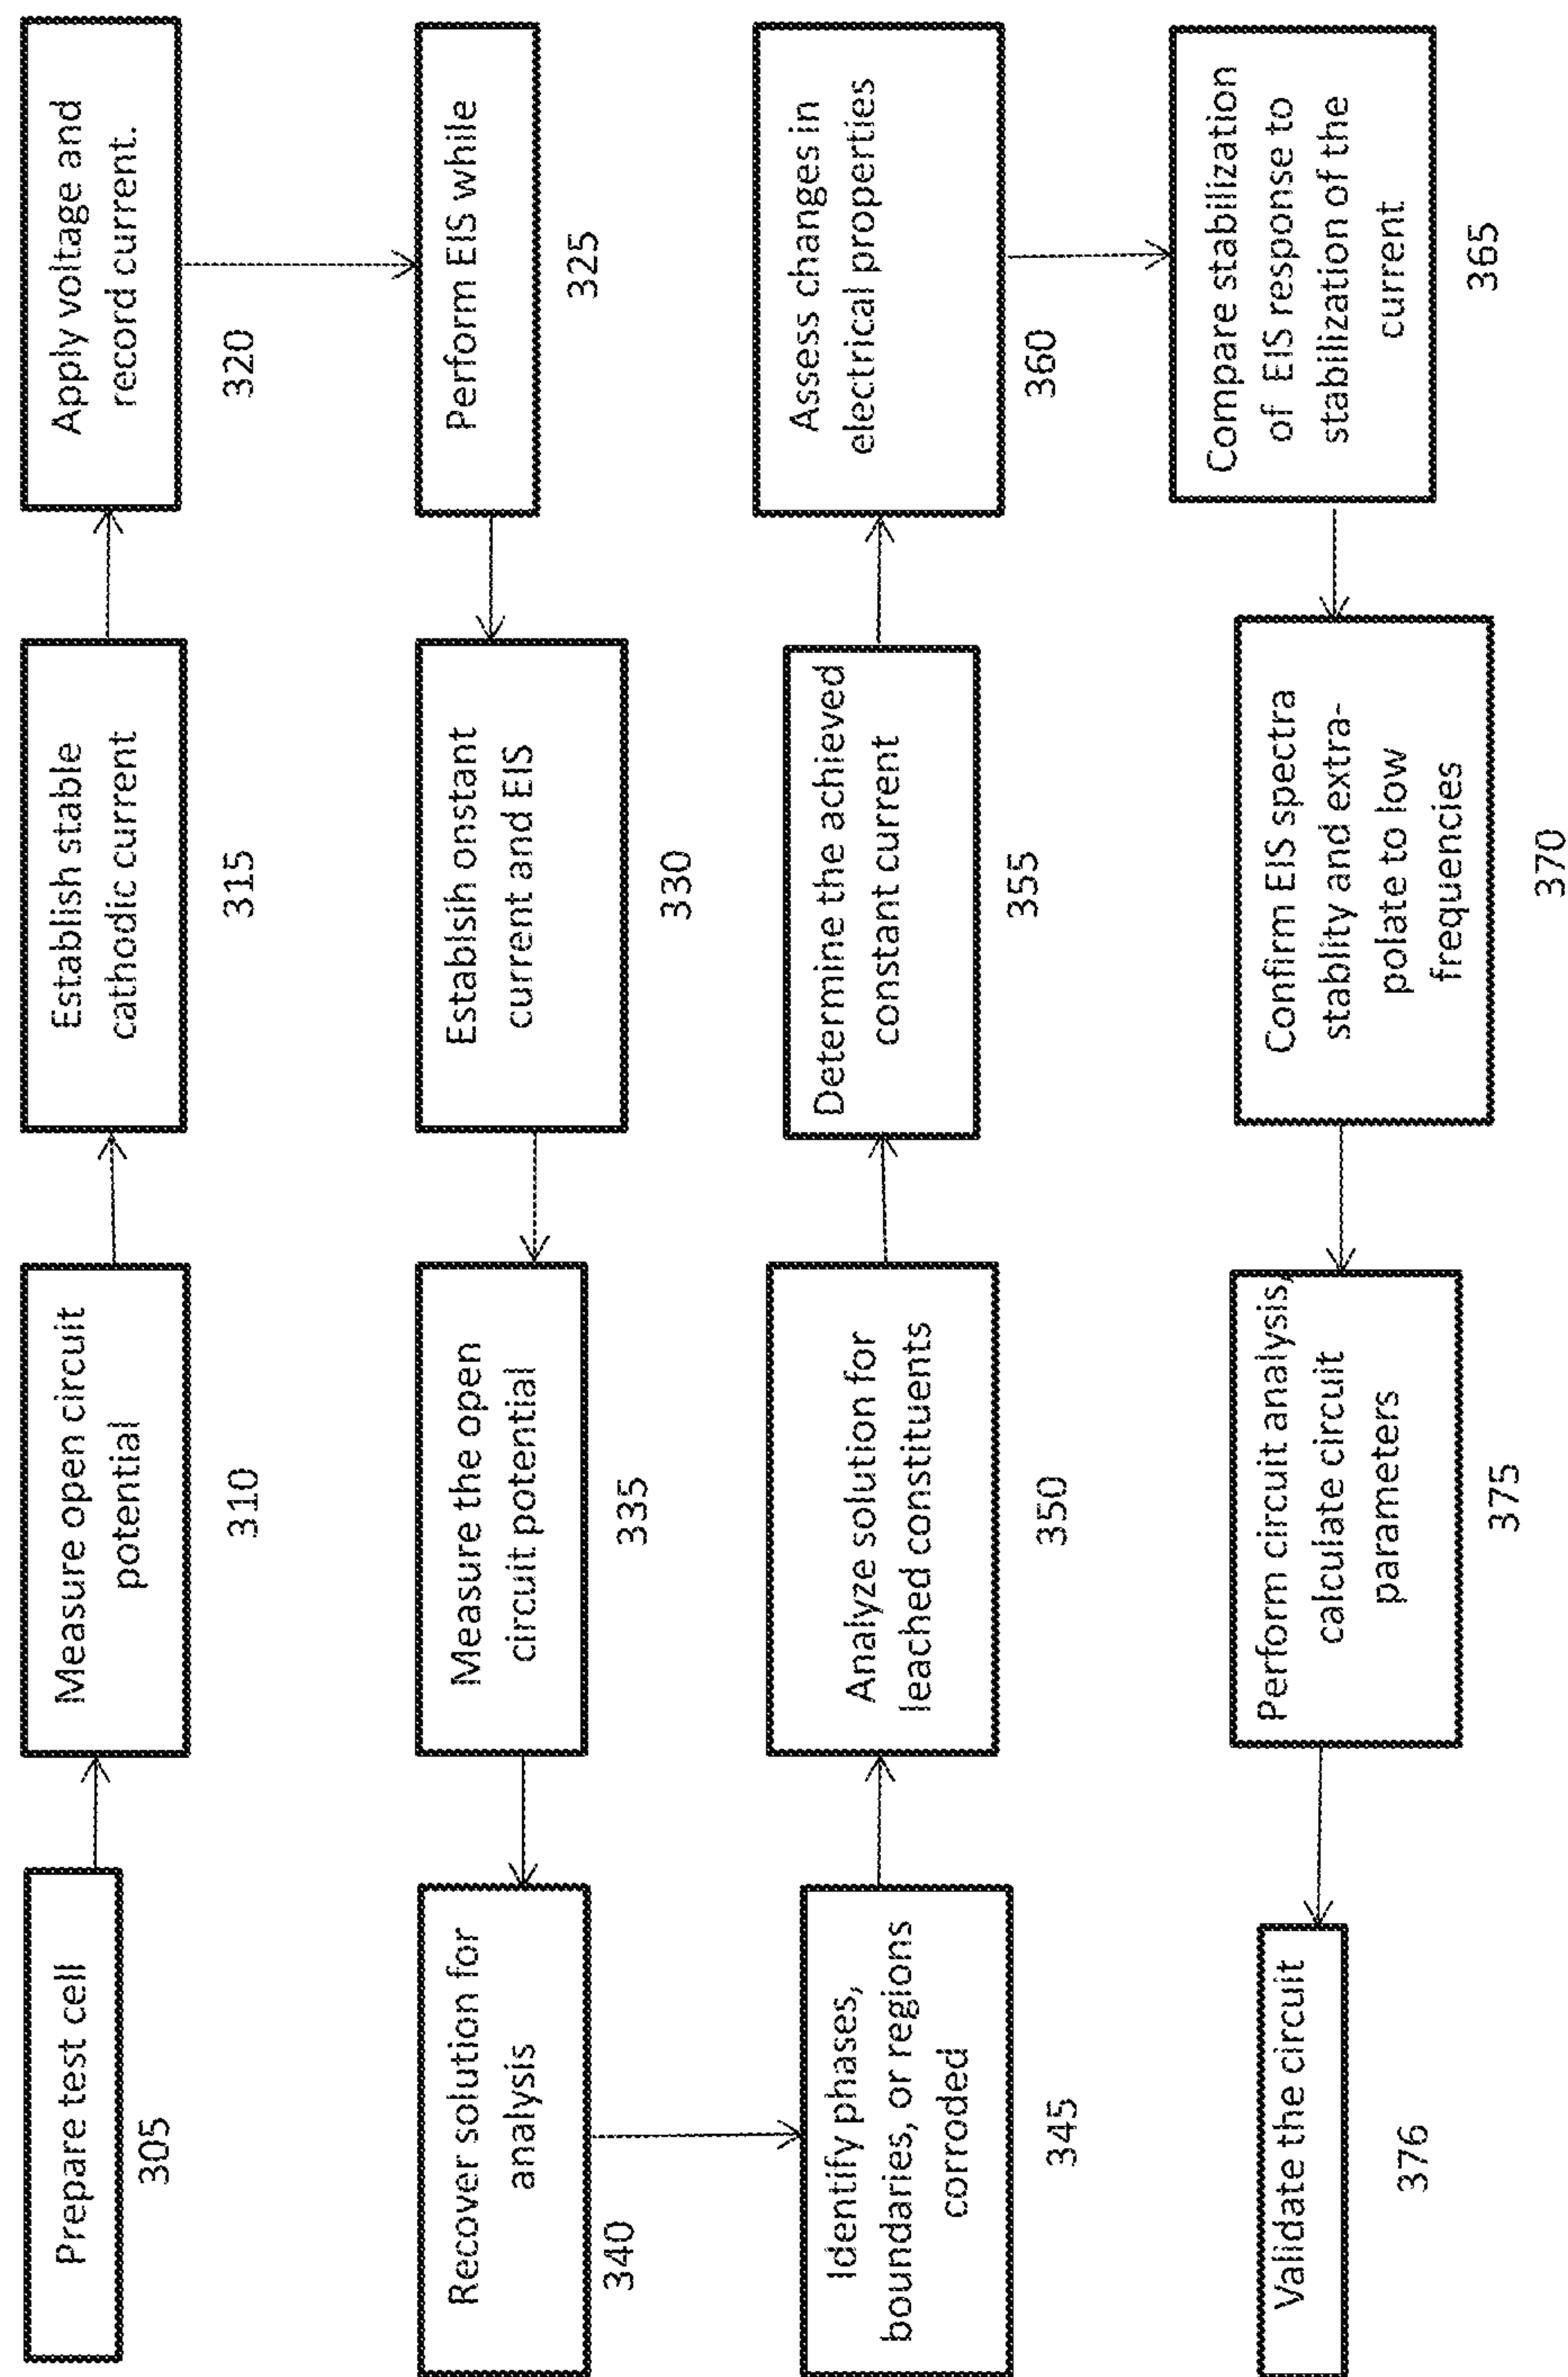 Prepare test cell
305
Measure open circuit
potential
310
Establish stable
cathodic current
315
Apply voltage and
record current.
320
Perform EIS while
325
Establsih onstant
current and EIS
330
Measure the open
circuit potential
335
Recover solution for
analysis
340
Identify phases,
boundaries, or regions
corroded
345
Analyze solution for
leached constituents
350
Determine the achieved
constant current
355
Assess changes in
electrical properties
360
Compare stabilization
of EIS response to
stabilization of the
current
365
Confirm EIS spectra
stablity and extra-
polate to low
frequencies
370
Perform circuit analysis,
calculate circuit
parameters
375
Validate the circuit
376